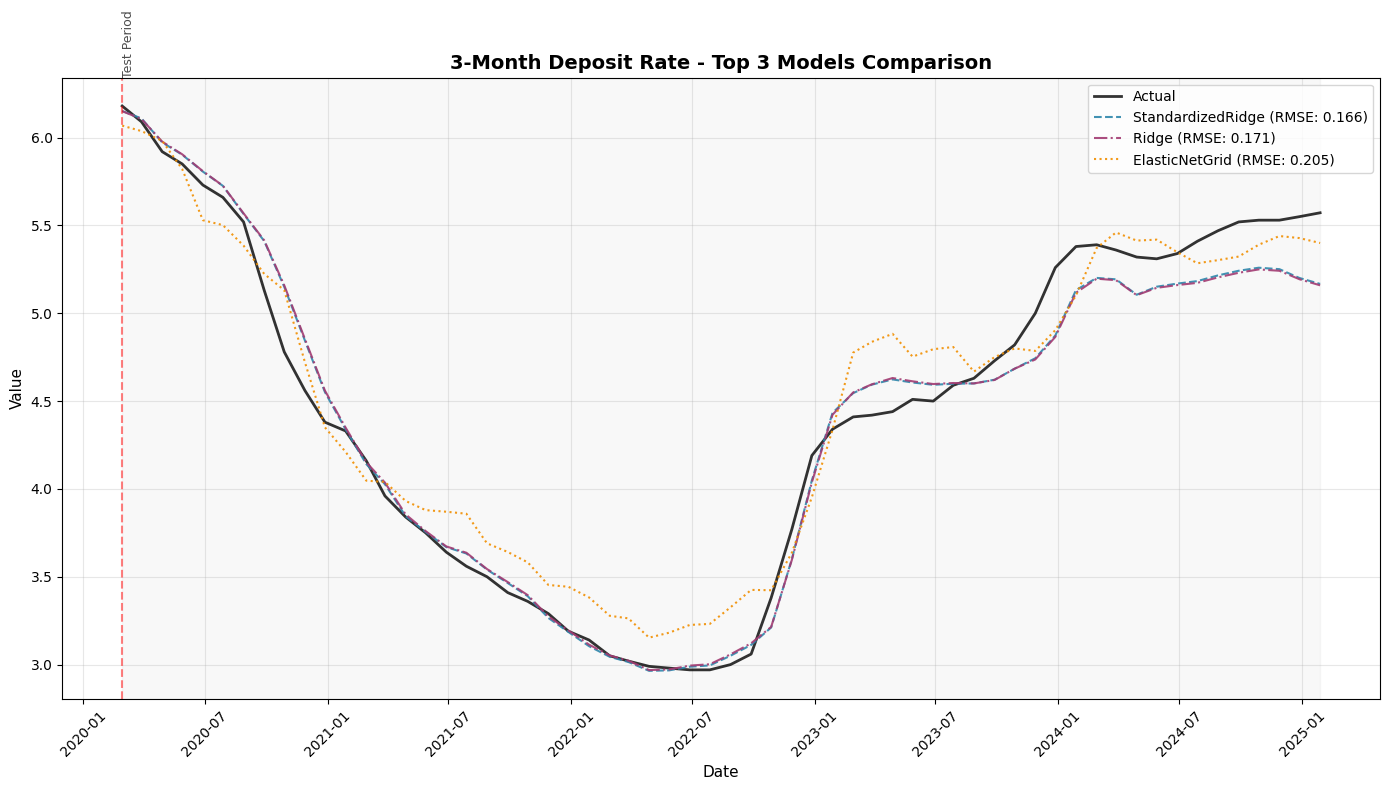 Test Period
3-Month Deposit Rate - Top 3 Models Comparison
Actual
StandardizedRidge (RMSE: 0.166)
Ridge (RMSE: 0.171)
ElasticNetGrid (RMSE: 0.205)
Value
6.0
5.5
5.0
4.5
4.0
3.5
3.0
2020-01
2020-07
2021-01
2021-07
2022-01
2022-07
2023-01
2023-07
2024-01
2024-07
2025-01
Date